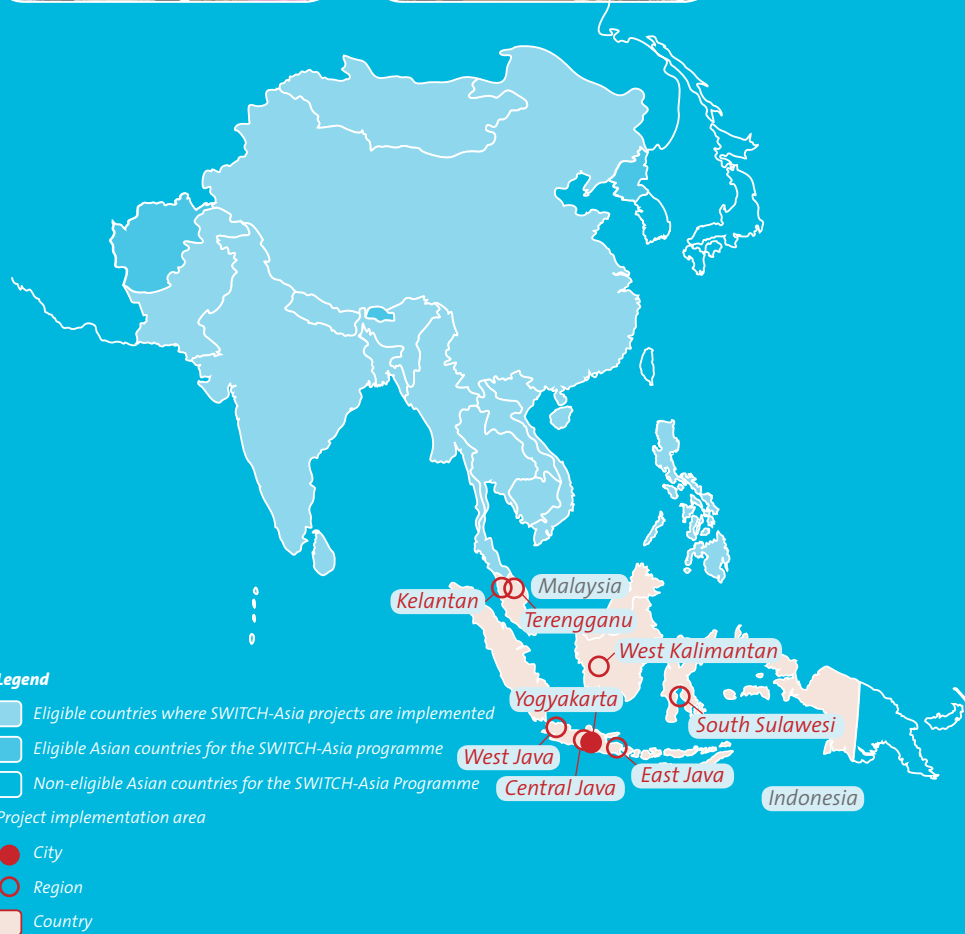 Malaysia
Kelantan
Terengganu
West Kalimantan
Yogyakarta
South Sulawesi
West Java
East Java
Central Java
Indonesia
Legend
Eligible countries where SWITCH-Asia projects are implemented
Eligible Asian countries for the SWITCH-Asia programme
Non-eligible Asian countries for the SWITCH-Asia Programme
Project implementation area
City
Region
Country